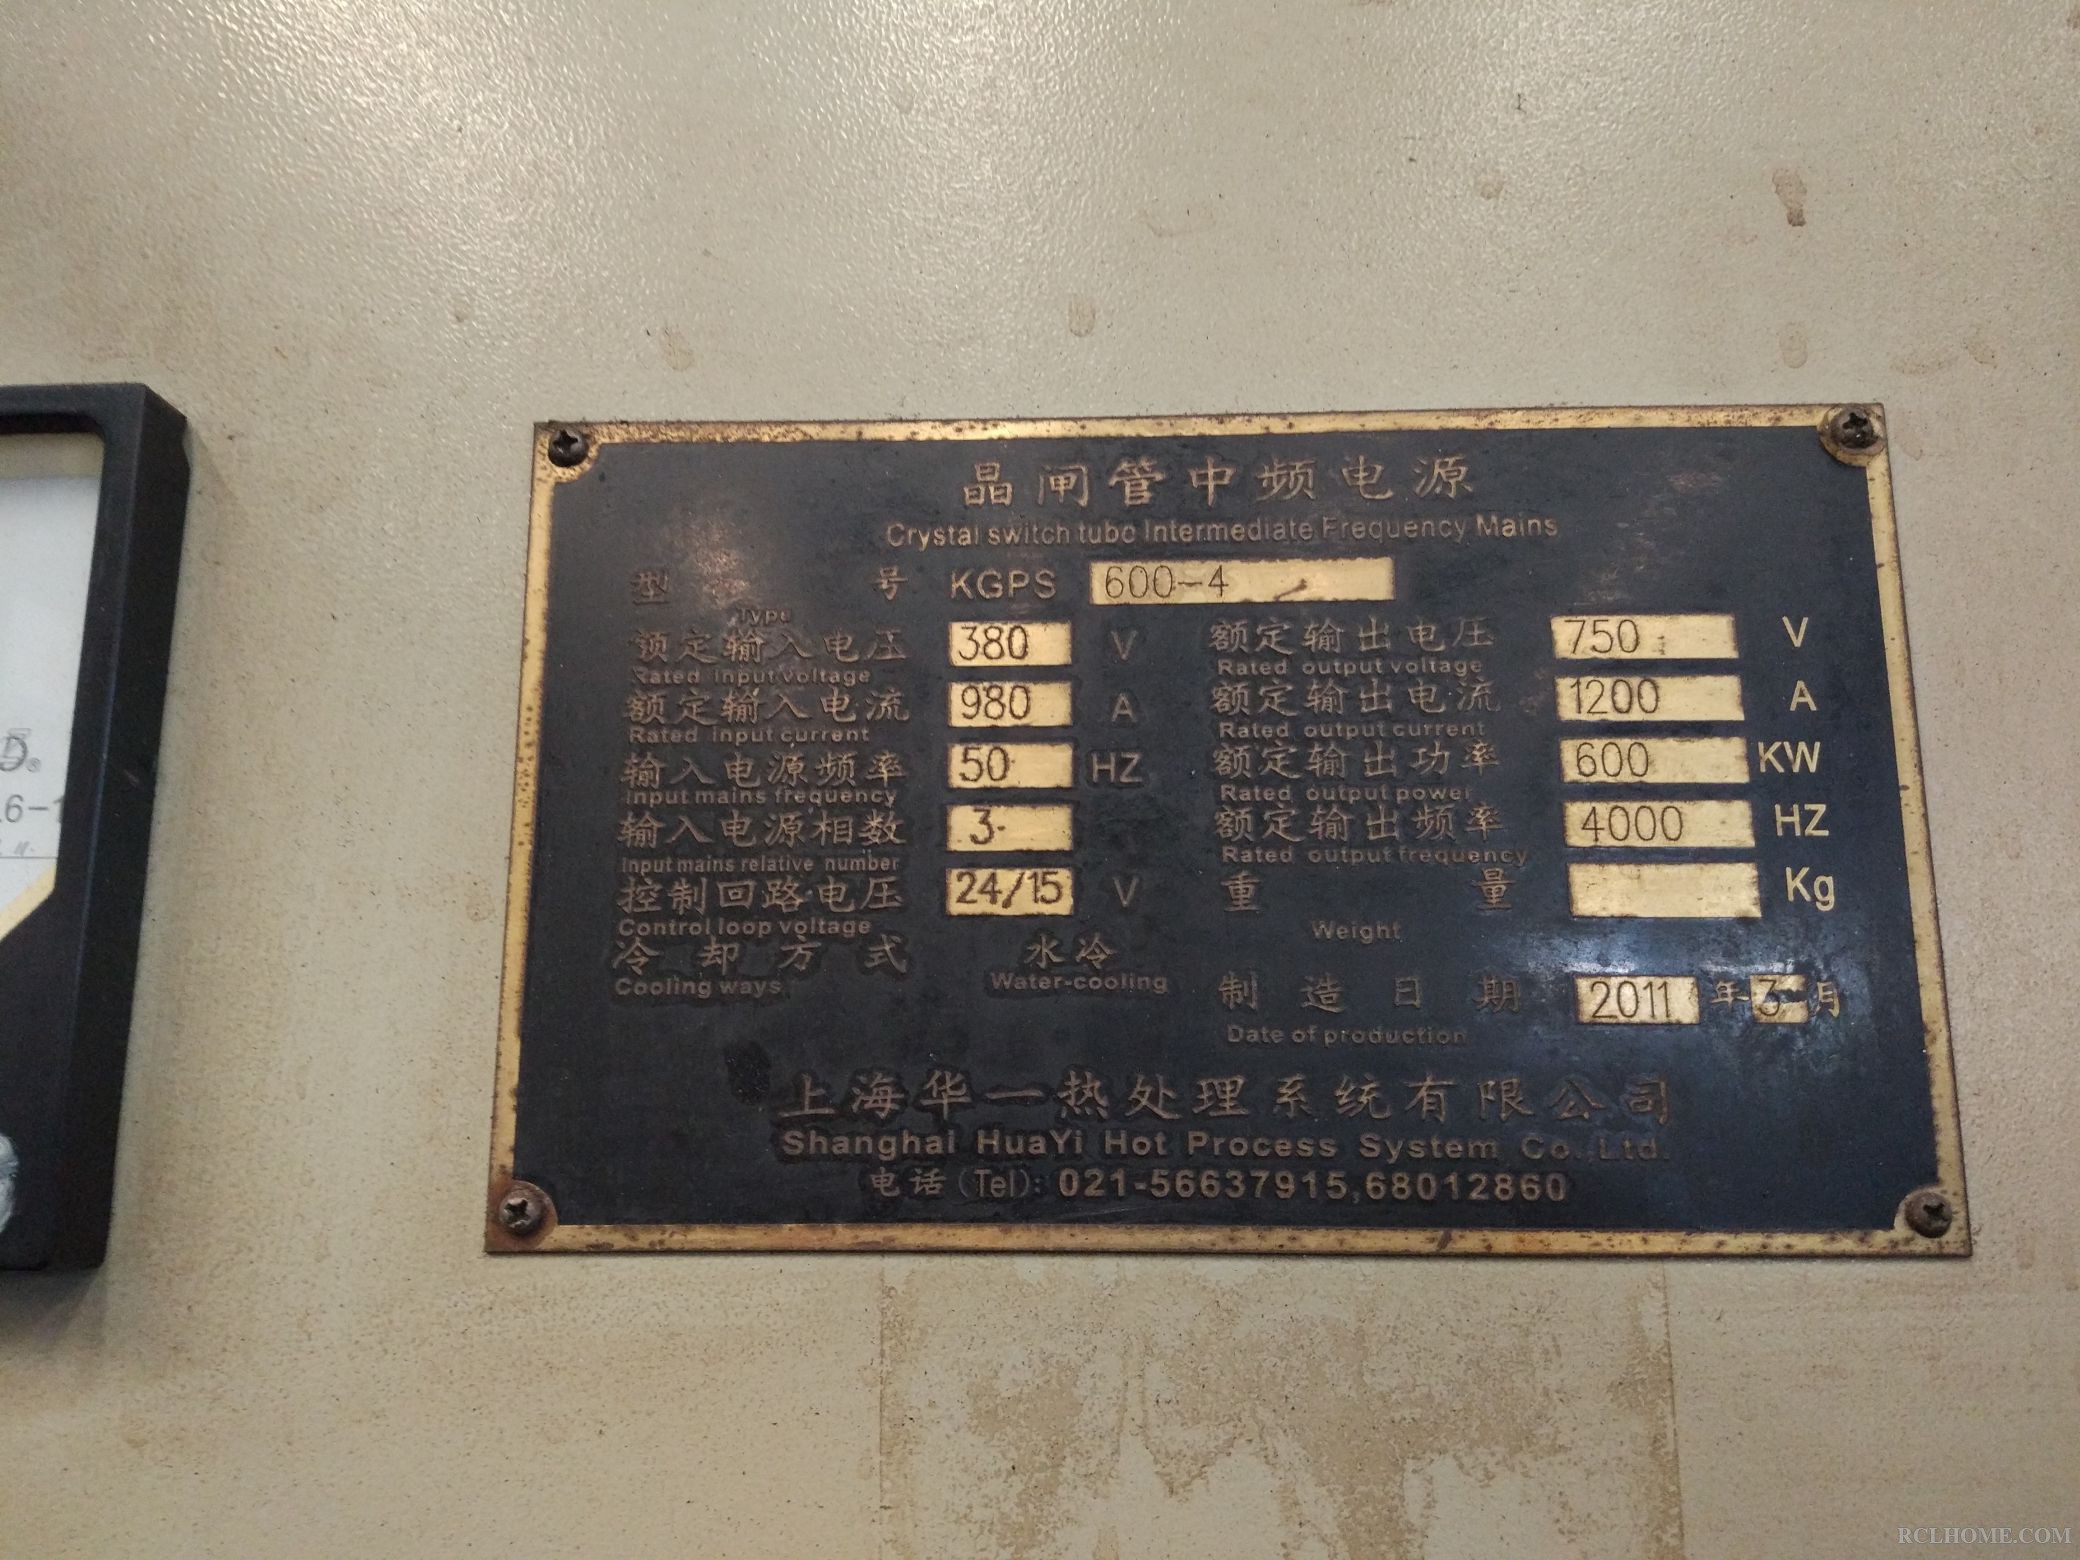 晶闸管中频电源
Crystal switch tube Intermediate Frequency Mains
型 号 KGPS 600-4
Type
额定输入电压 380 V 额定输出电压 750 V
Rated input voltage Rated output voltage
额定输入电流 980 A 额定输出电流 1200 A
Rated input current Rated output current
输入电源频率 50 HZ 额定输出功率 600 KW
Input mains frequency Rated output power
输入电源相数 3 额定输出频率 4000 HZ
Input mains relative number Rated output frequency
控制回路电压 24/15 V 重 量 Kg
Control loop voltage Weight
冷却方式 水冷
Cooling ways Water-cooling
制造日期 2011 年 3 月
Date of production
上海华一热处理系统有限公司
Shanghai HuaYi Hot Process System Co. Ltd.
电话(Tel): 021-56637915,68012860
RCLHOME.COM